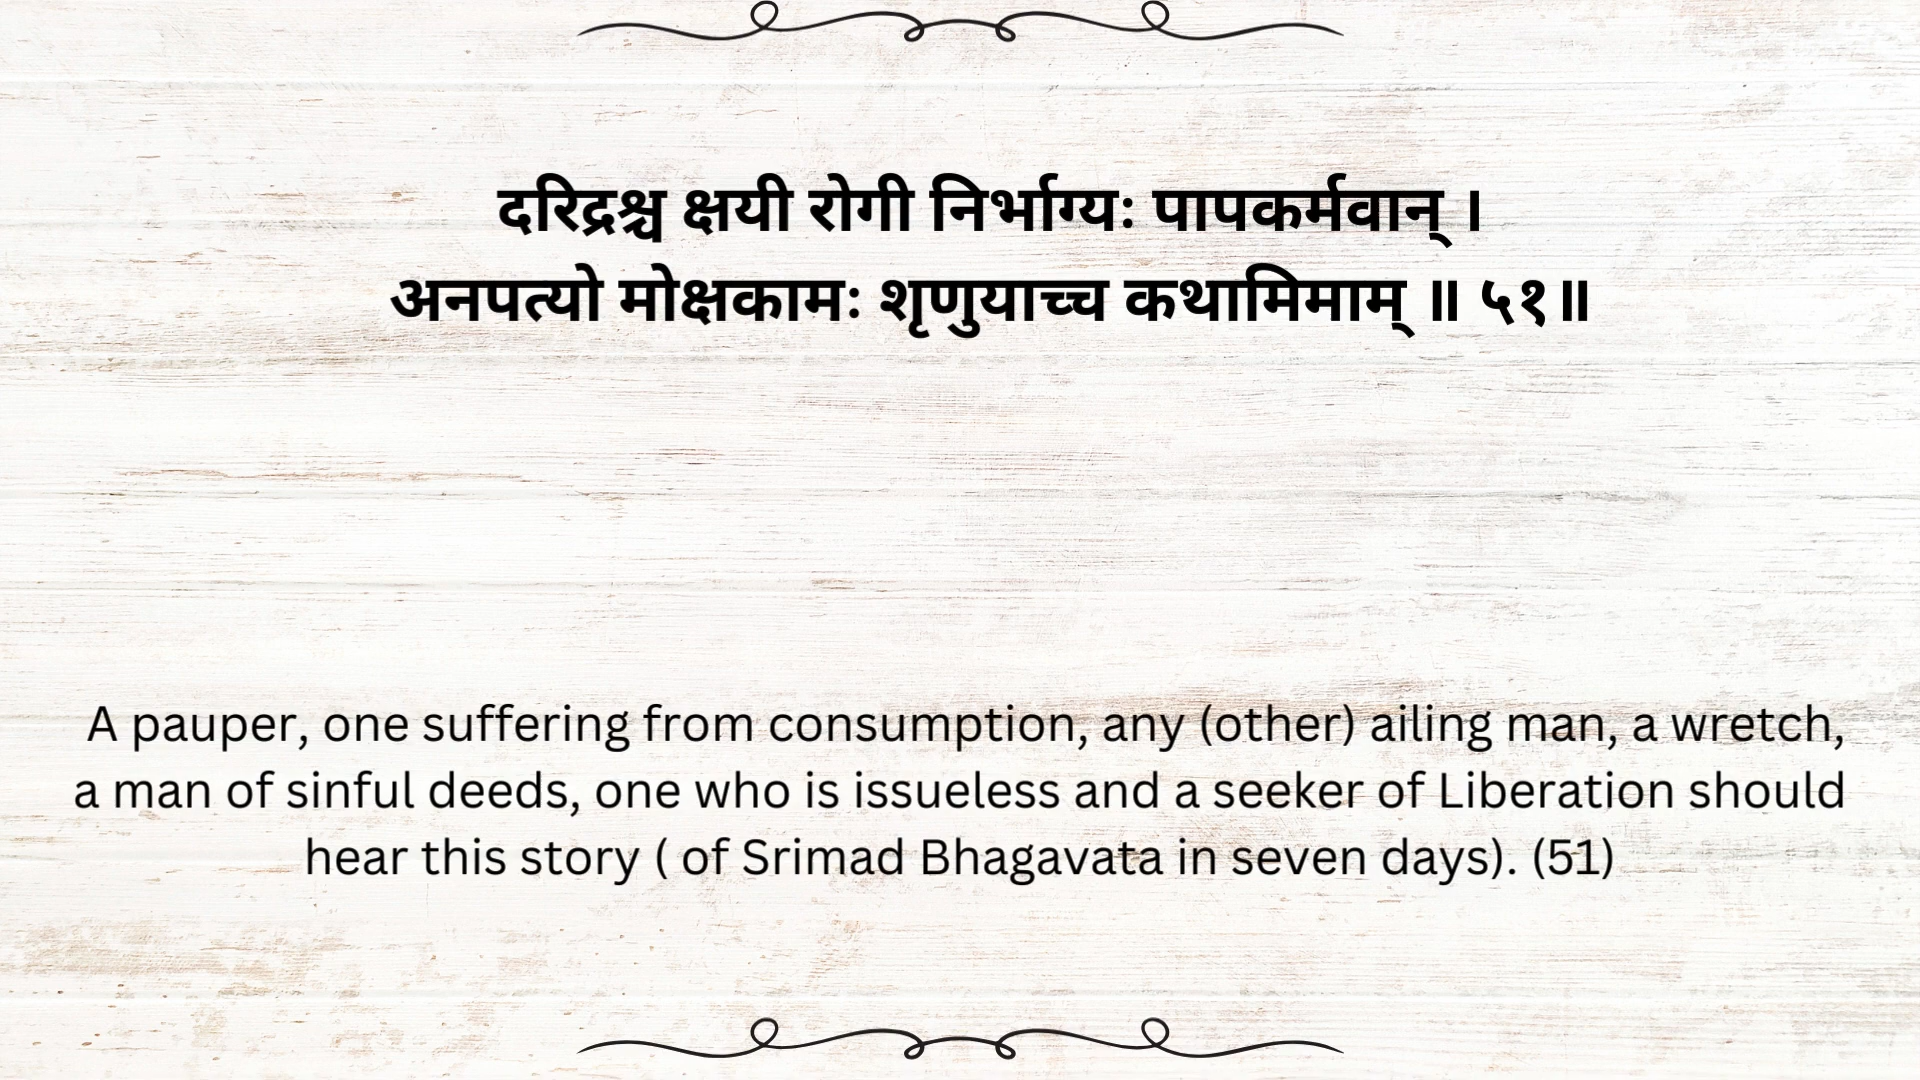 दरिद्रश्च क्षयी रोगी निर्भाग्यः पापकर्मवान् ।
अनपत्यो मोक्षकामः शृणुयाच्च कथामिमाम् ॥ ५१॥
A pauper, one suffering from consumption, any (other) ailing man, a wretch,
a man of sinful deeds, one who is issueless and a seeker of Liberation should
hear this story ( of Srimad Bhagavata in seven days). (51)